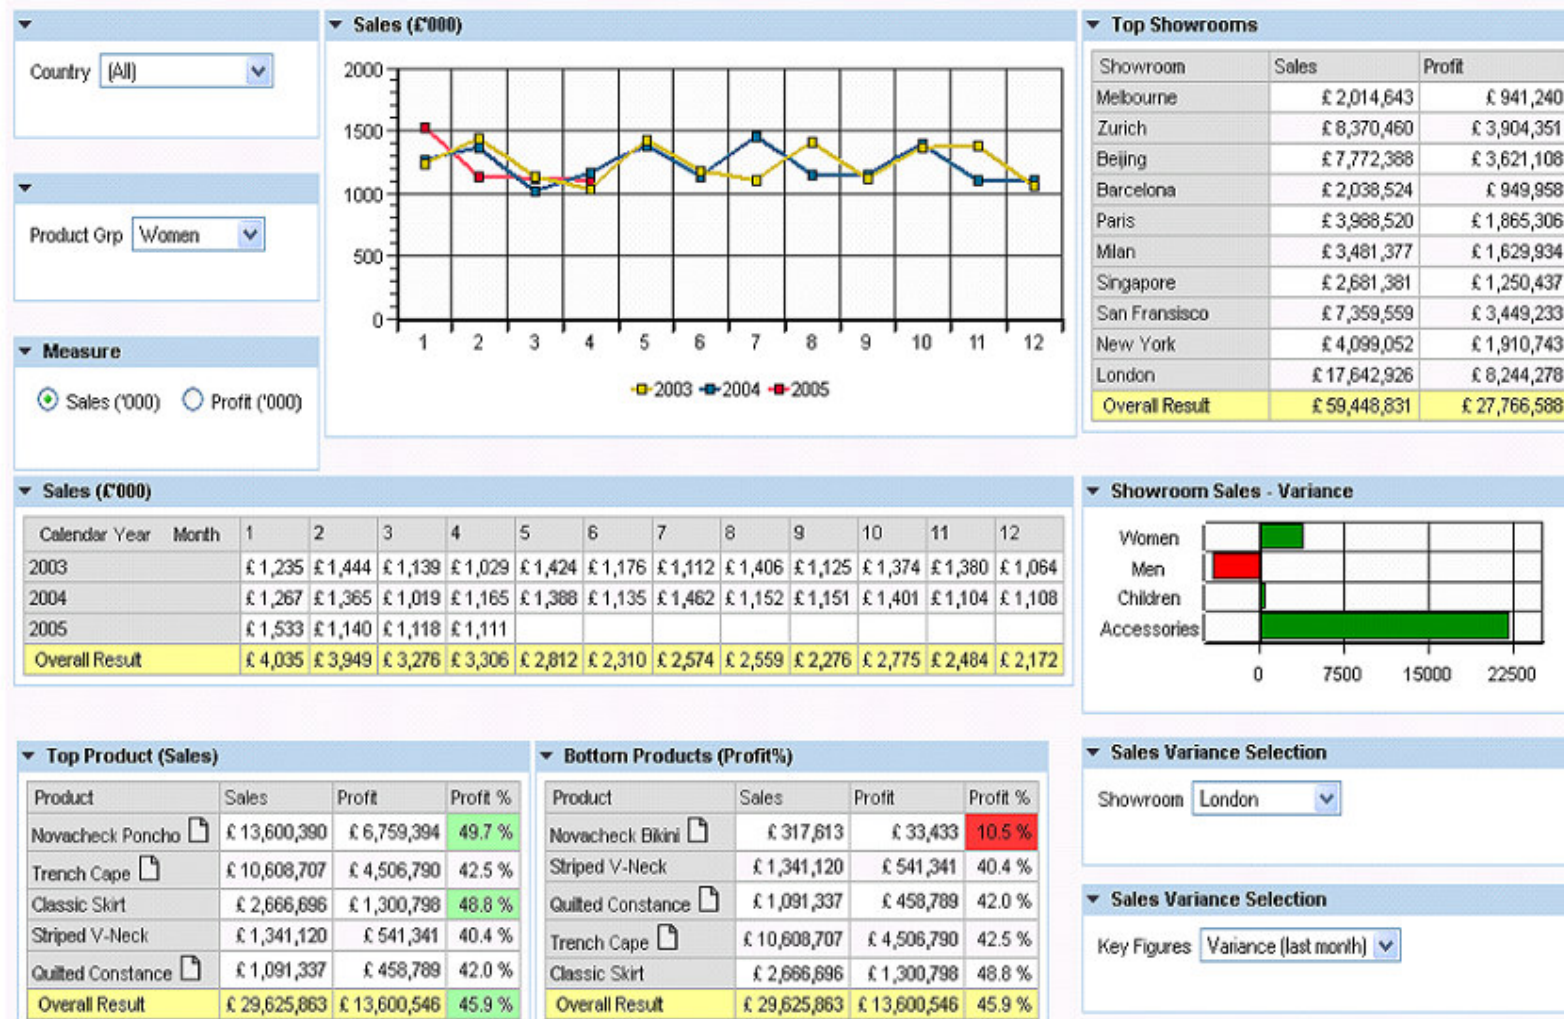 Country (All)
Product Grp Women
Measure
Sales ('000) Profit ('000)
Sales (£'000)
2000
1500
1000
500
0
1 2 3 4 5 6 7 8 9 10 11 12
2003 2004 2005
Top Showrooms
Showroom Sales Profit
Melbourne £ 2,014,643 £ 941,240
Zurich £ 8,370,460 £ 3,904,351
Beijing £ 7,772,388 £ 3,621,108
Barcelona £ 2,038,524 £ 949,958
Paris £ 3,988,520 £ 1,865,306
Milan £ 3,481,377 £ 1,629,934
Singapore £ 2,681,381 £ 1,250,437
San Fransisco £ 7,359,559 £ 3,449,233
New York £ 4,099,052 £ 1,910,743
London £ 17,642,926 £ 8,244,278
Overall Result £ 59,448,831 £ 27,766,588
Sales (£'000)
Calendar Year Month 1 2 3 4 5 6 7 8 9 10 11 12
2003 £ 1,235 £ 1,444 £ 1,139 £ 1,029 £ 1,424 £ 1,176 £ 1,112 £ 1,406 £ 1,125 £ 1,374 £ 1,380 £ 1,064
2004 £ 1,267 £ 1,365 £ 1,019 £ 1,165 £ 1,388 £ 1,135 £ 1,462 £ 1,152 £ 1,151 £ 1,401 £ 1,104 £ 1,108
2005 £ 1,533 £ 1,140 £ 1,118 £ 1,111
Overall Result £ 4,035 £ 3,949 £ 3,276 £ 3,306 £ 2,812 £ 2,310 £ 2,574 £ 2,559 £ 2,276 £ 2,775 £ 2,484 £ 2,172
Showroom Sales - Variance
Women
Men
Children
Accessories
0 7500 15000 22500
Top Product (Sales)
Product Sales Profit Profit %
Novacheck Poncho £ 13,600,390 £ 6,759,394 49.7 %
Trench Cape £ 10,608,707 £ 4,506,790 42.5 %
Classic Skirt £ 2,666,696 £ 1,300,798 48.8 %
Striped V-Neck £ 1,341,120 £ 541,341 40.4 %
Quilted Constance £ 1,091,337 £ 458,789 42.0 %
Overall Result £ 29,625,863 £ 13,600,546 45.9 %
Bottom Products (Profit%)
Product Sales Profit Profit %
Novacheck Bikini £ 317,613 £ 33,433 10.5 %
Striped V-Neck £ 1,341,120 £ 541,341 40.4 %
Quilted Constance £ 1,091,337 £ 458,789 42.0 %
Trench Cape £ 10,608,707 £ 4,506,790 42.5 %
Classic Skirt £ 2,666,696 £ 1,300,798 48.8 %
Overall Result £ 29,625,863 £ 13,600,546 45.9 %
Sales Variance Selection
Showroom London
Sales Variance Selection
Key Figures Variance (last month)